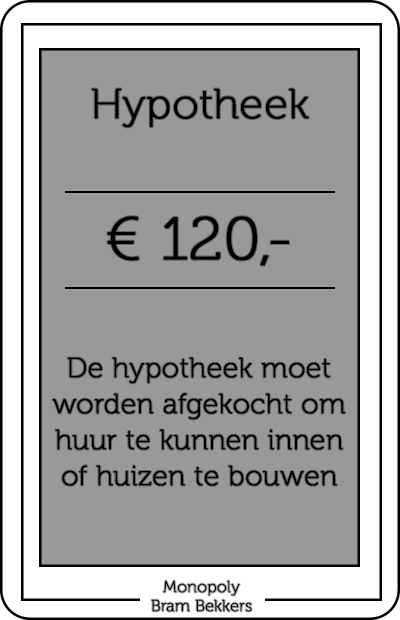 Hypotheek
€ 120,-
De hypotheek moet
worden afgekocht om
huur te kunnen innen
of huizen te bouwen
Monopoly
Bram Bekkers